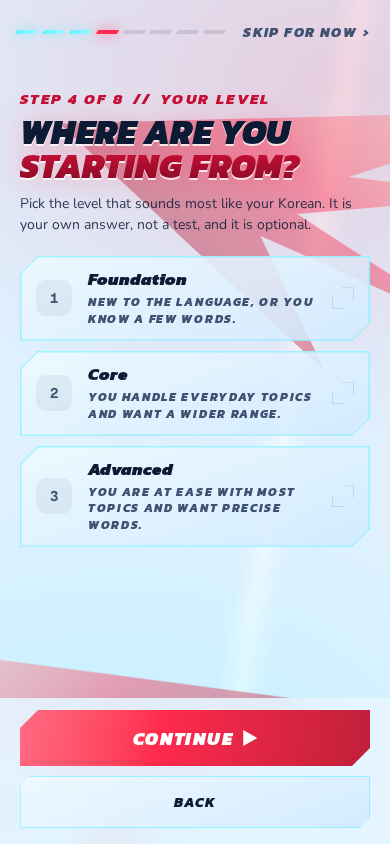 SKIP FOR NOW >
STEP 4 OF 8 // YOUR LEVEL
WHERE ARE YOU
STARTING FROM?
Pick the level that sounds most like your Korean. It is
your own answer, not a test, and it is optional.
1
Foundation
NEW TO THE LANGUAGE, OR YOU
KNOW A FEW WORDS.
2
Core
YOU HANDLE EVERYDAY TOPICS
AND WANT A WIDER RANGE.
3
Advanced
YOU ARE AT EASE WITH MOST
TOPICS AND WANT PRECISE
WORDS.
CONTINUE ▶
BACK